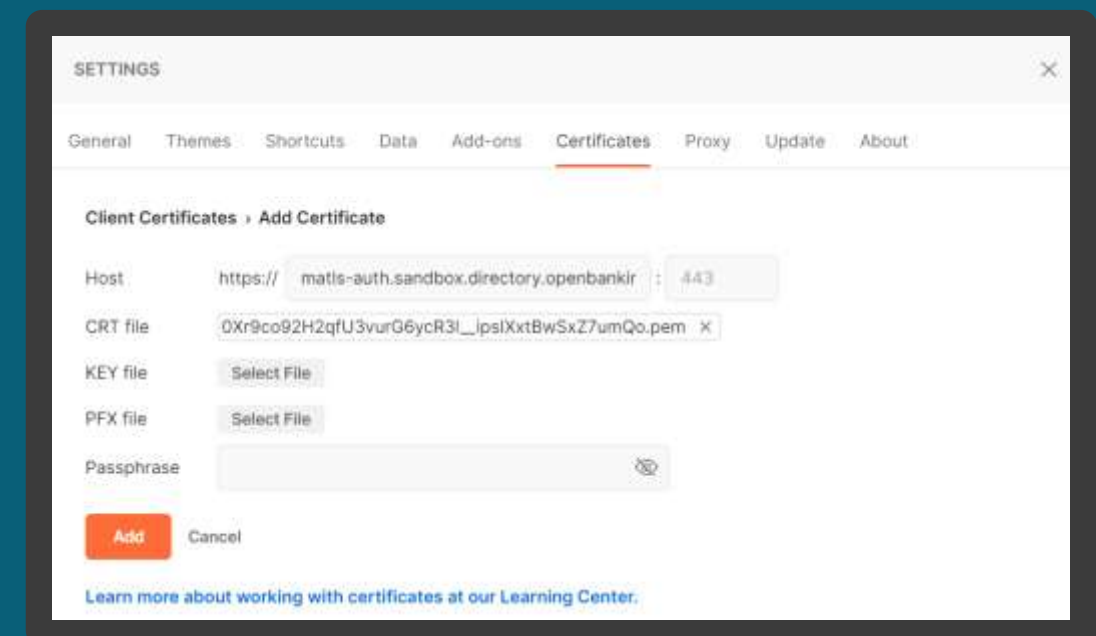 SETTINGS
General Themes Shortcuts Data Add-ons Certificates Proxy Update About
Client Certificates › Add Certificate
Host https:// matls-auth.sandbox.directory.openbankir : 443
CRT file 0Xr9co92H2qfU3vurG6ycR3I__ipsIXxtBwSxZ7umQo.pem ×
KEY file Select File
PFX file Select File
Passphrase
Add Cancel
Learn more about working with certificates at our Learning Center.